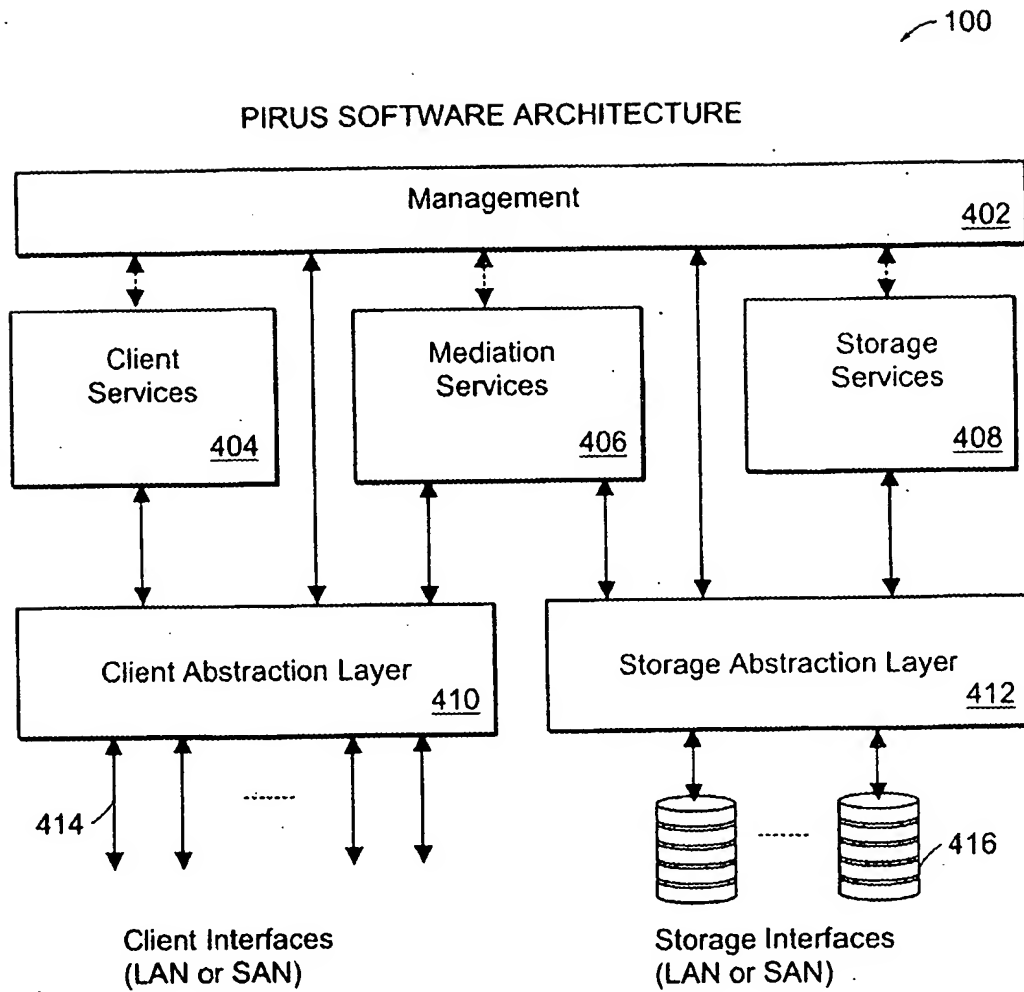 100
PIRUS SOFTWARE ARCHITECTURE
Management
402
Client
Services
404
Mediation
Services
406
Storage
Services
408
Client Abstraction Layer
410
Storage Abstraction Layer
412
414
416
Client Interfaces
(LAN or SAN)
Storage Interfaces
(LAN or SAN)